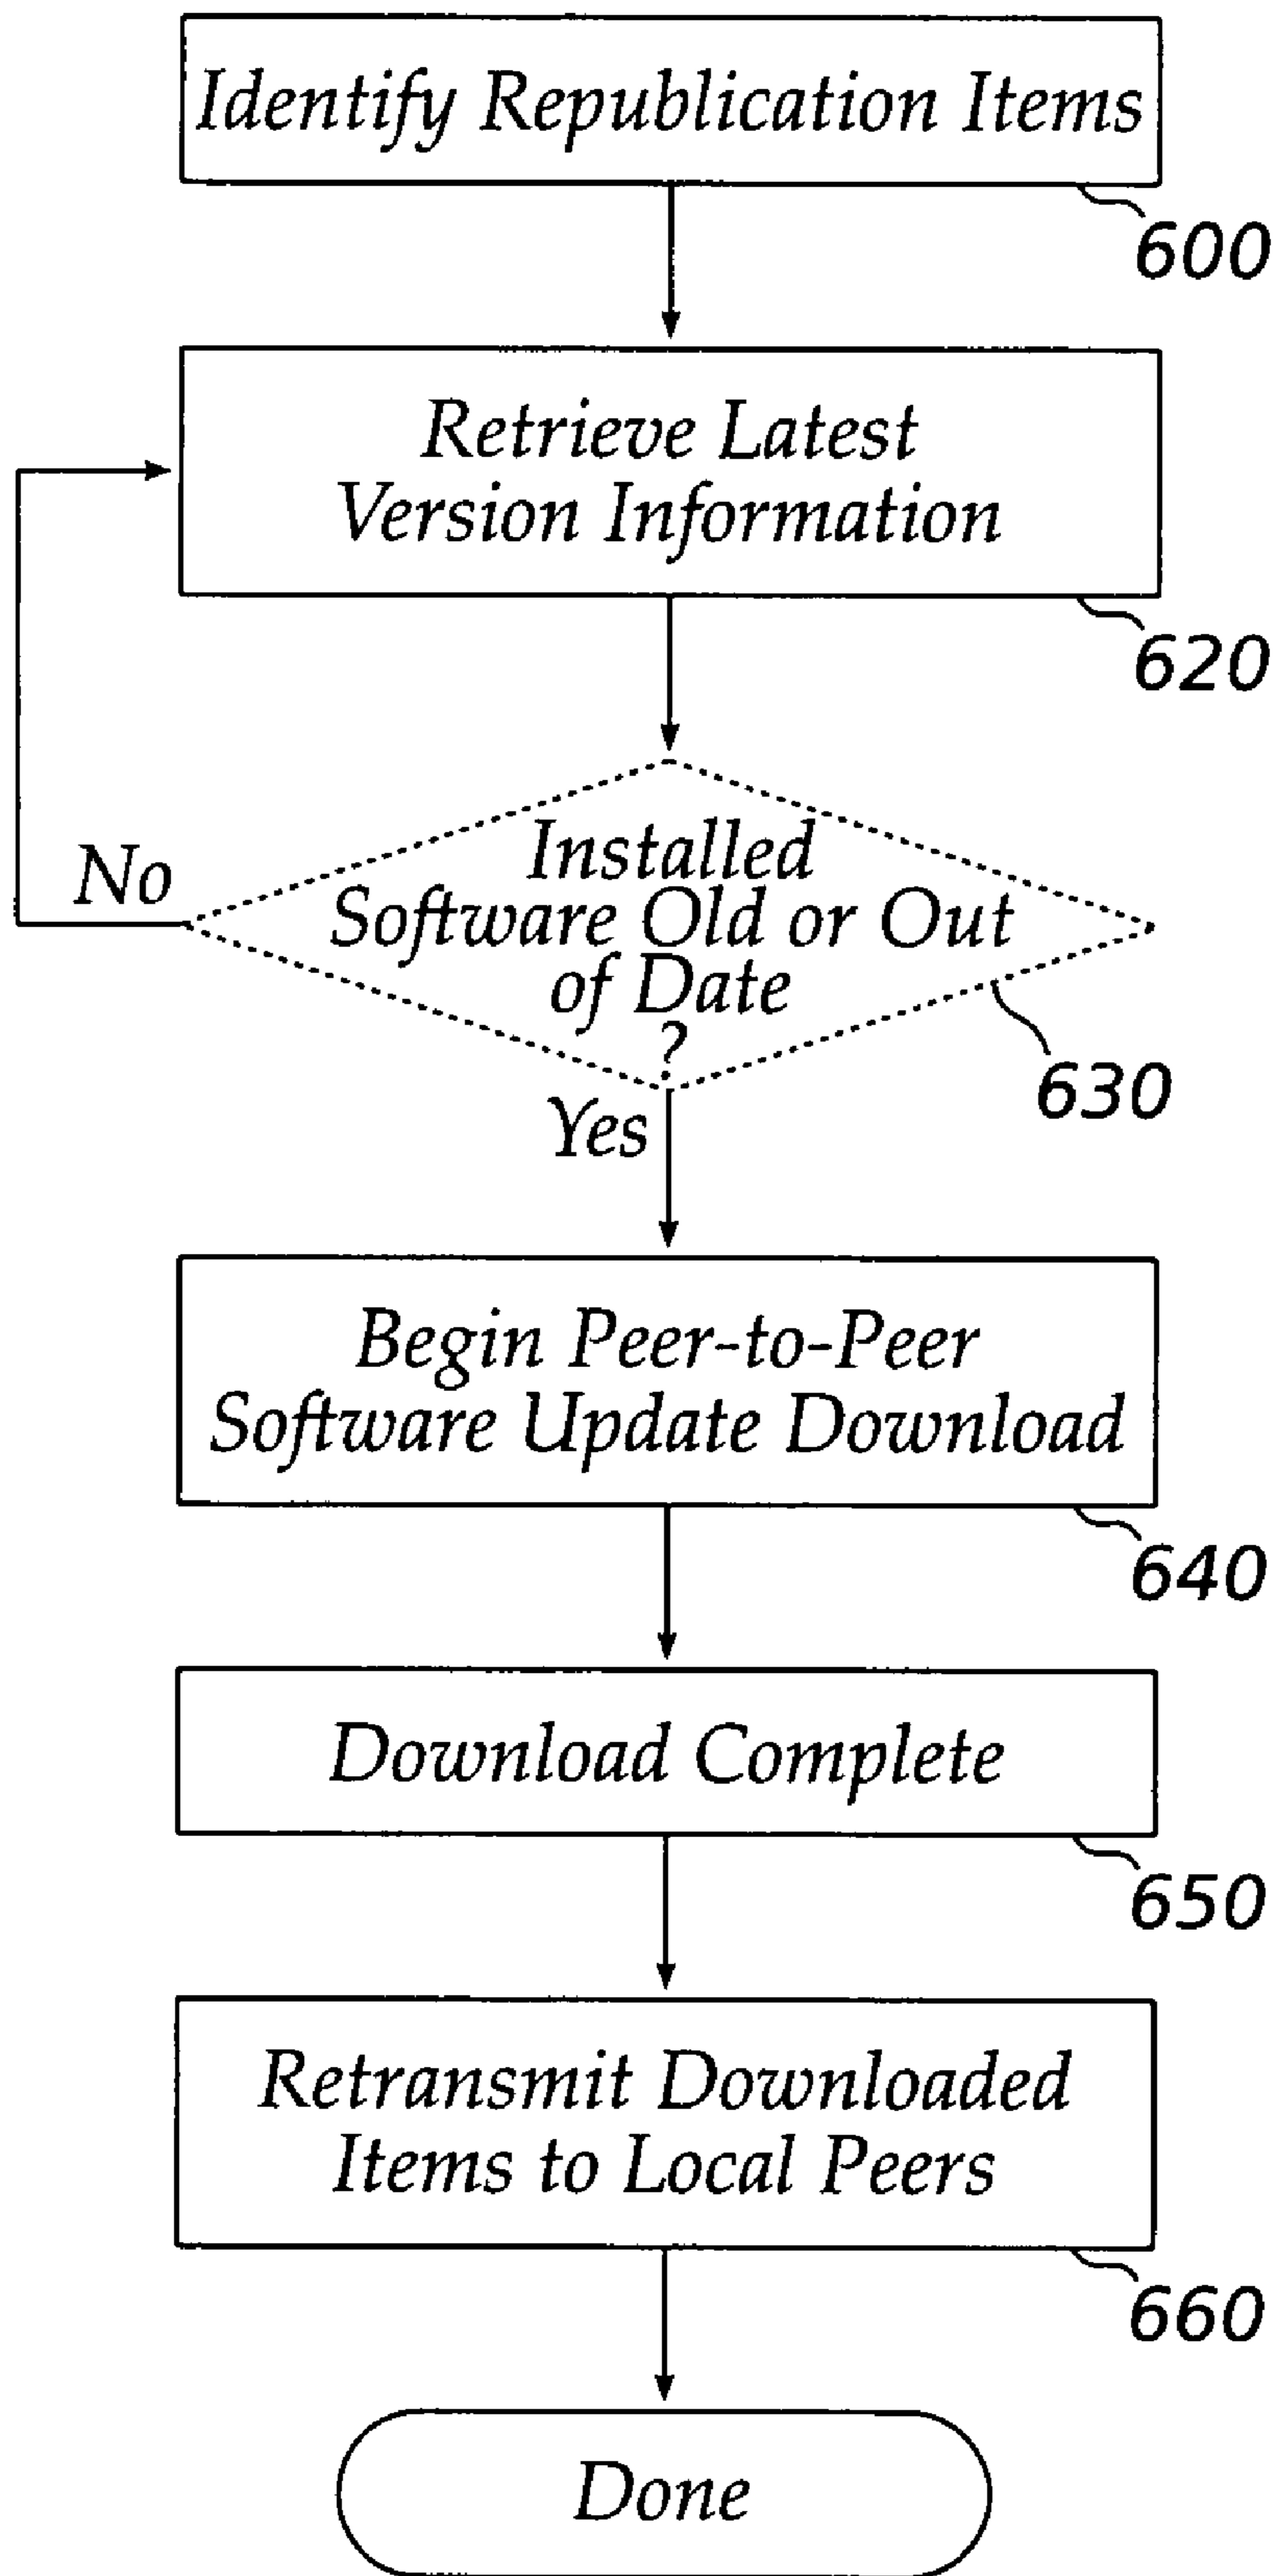 Identify Republication Items
600
Retrieve Latest
Version Information
620
Installed
Software Old or Out
of Date
?
630
No
Yes
Begin Peer-to-Peer
Software Update Download
640
Download Complete
650
Retransmit Downloaded
Items to Local Peers
660
Done